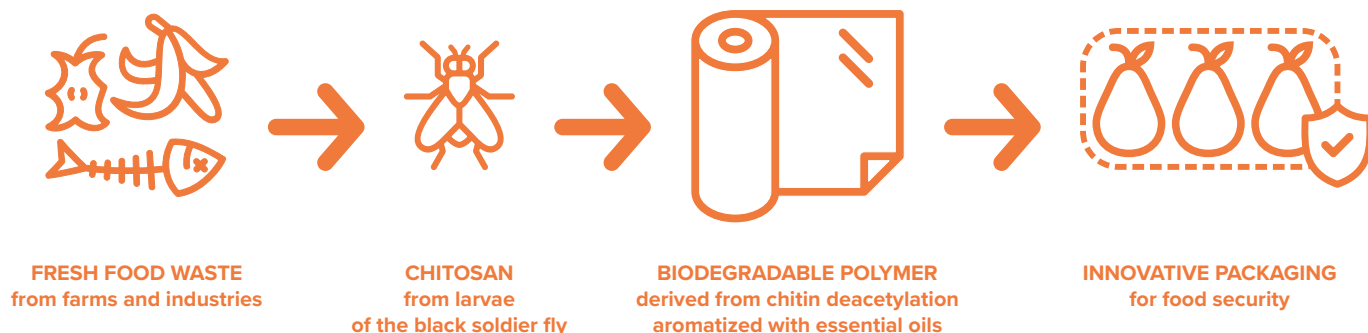 FRESH FOOD WASTE
from farms and industries
CHITOSAN
from larvae
of the black soldier fly
BIODEGRADABLE POLYMER
derived from chitin deacetylation
aromatized with essential oils
INNOVATIVE PACKAGING
for food security